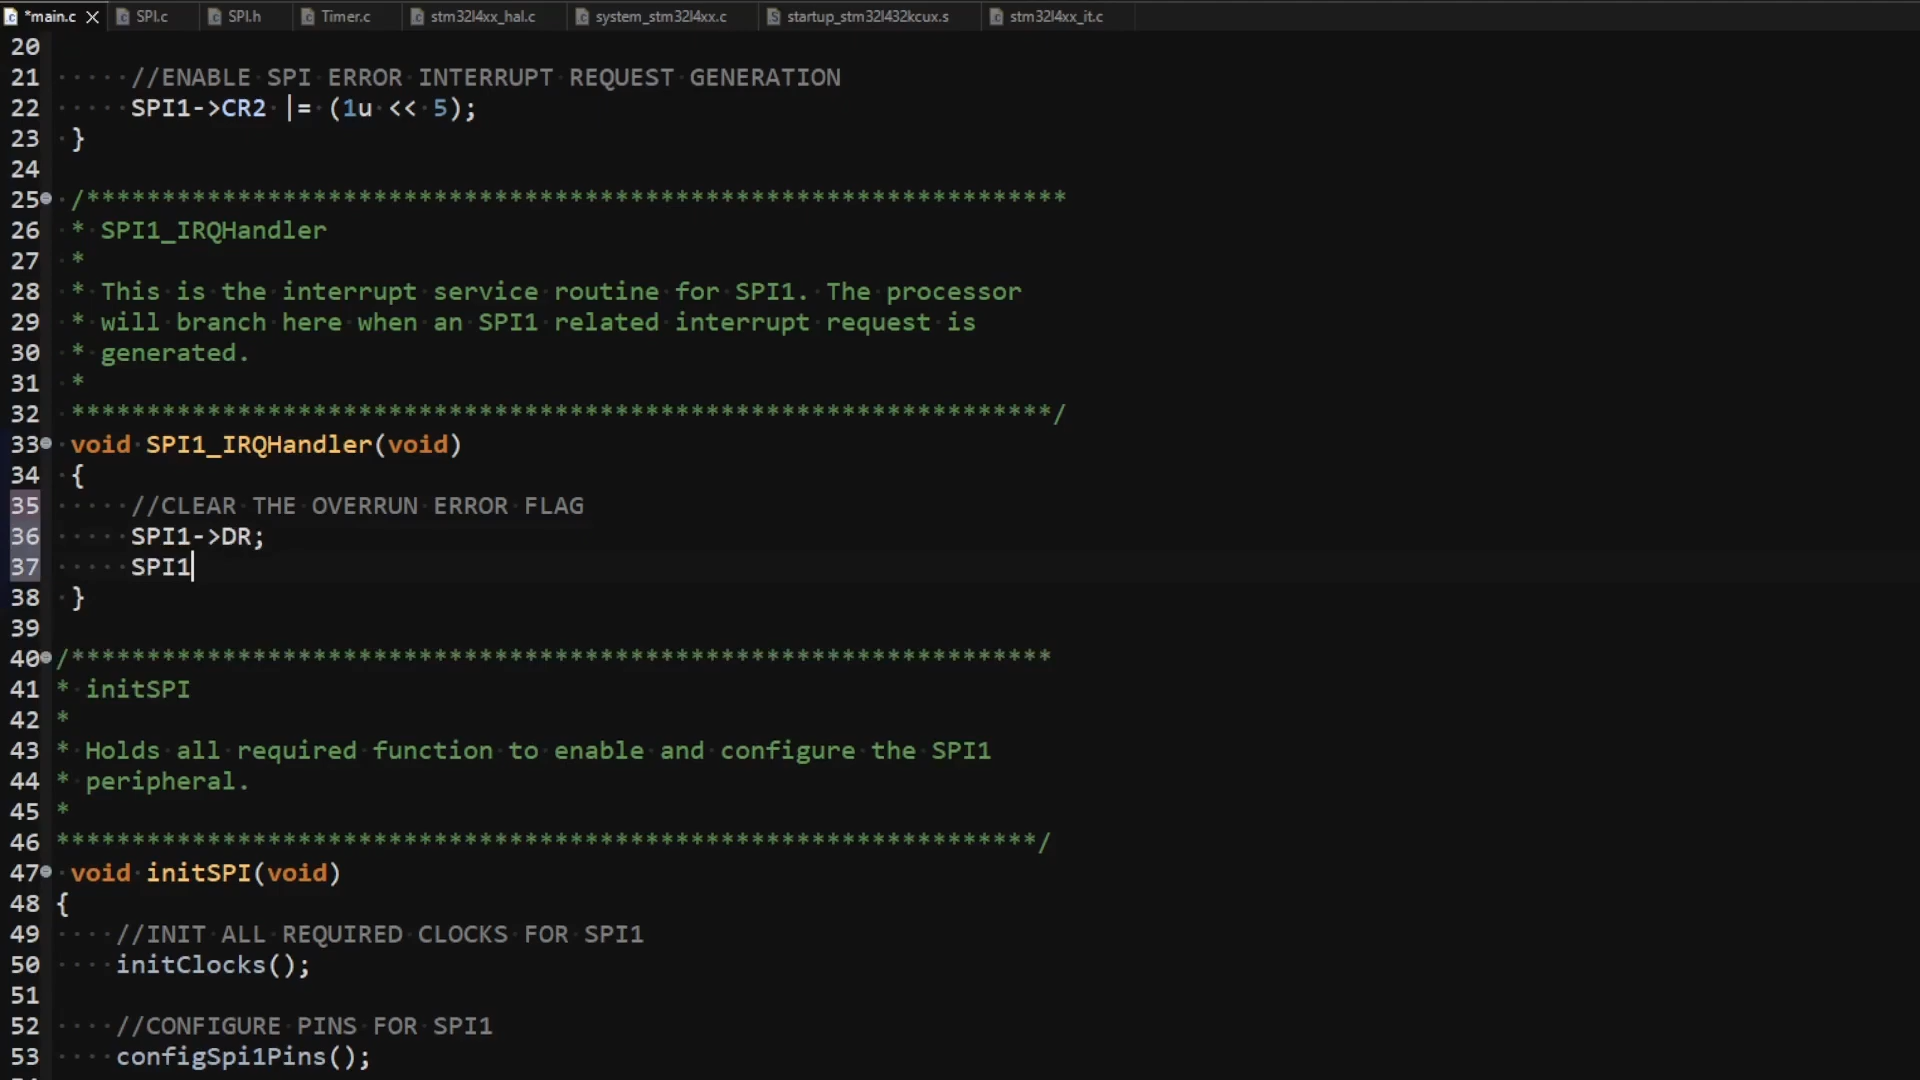 *main.c SPI.c SPI.h Timer.c stm32l4xx_hal.c system_stm32l4xx.c startup_stm32l432kcux.s stm32l4xx_it.c
20
21 //ENABLE SPI ERROR INTERRUPT REQUEST GENERATION
22 SPI1->CR2 |= (1u << 5);
23 }
24
25 /*****************************************************************
26 * SPI1_IRQHandler
27 *
28 * This is the interrupt service routine for SPI1. The processor
29 * will branch here when an SPI1 related interrupt request is
30 * generated.
31 *
32 *****************************************************************/
33 void SPI1_IRQHandler(void)
34 {
35 //CLEAR THE OVERRUN ERROR FLAG
36 SPI1->DR;
37 SPI1
38 }
39
40 /*****************************************************************
41 * initSPI
42 *
43 * Holds all required function to enable and configure the SPI1
44 * peripheral.
45 *
46 *****************************************************************/
47 void initSPI(void)
48 {
49 //INIT ALL REQUIRED CLOCKS FOR SPI1
50 initClocks();
51
52 //CONFIGURE PINS FOR SPI1
53 configSpi1Pins();